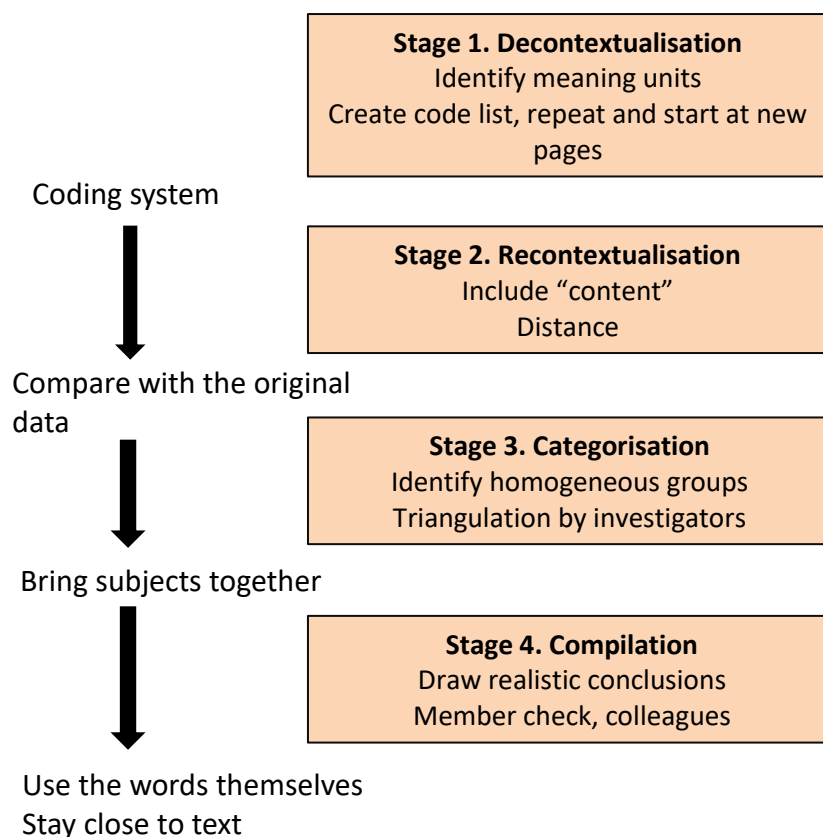 Stage 1. Decontextualisation
Identify meaning units
Create code list, repeat and start at new
pages
Coding system
Stage 2. Recontextualisation
Include “content”
Distance
Compare with the original
data
Stage 3. Categorisation
Identify homogeneous groups
Triangulation by investigators
Bring subjects together
Stage 4. Compilation
Draw realistic conclusions
Member check, colleagues
Use the words themselves
Stay close to text